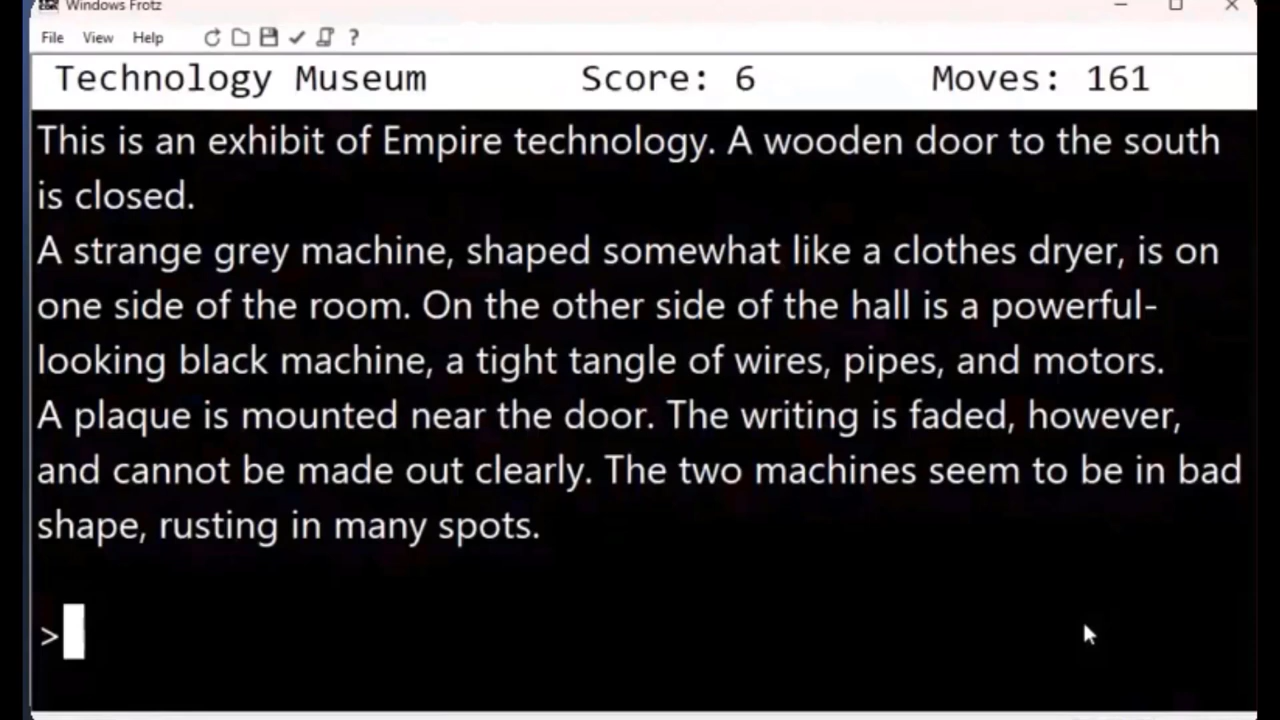 Windows Frotz
File View Help ?
Technology Museum Score: 6 Moves: 161
This is an exhibit of Empire technology. A wooden door to the south
is closed.
A strange grey machine, shaped somewhat like a clothes dryer, is on
one side of the room. On the other side of the hall is a powerful-
looking black machine, a tight tangle of wires, pipes, and motors.
A plaque is mounted near the door. The writing is faded, however,
and cannot be made out clearly. The two machines seem to be in bad
shape, rusting in many spots.
>